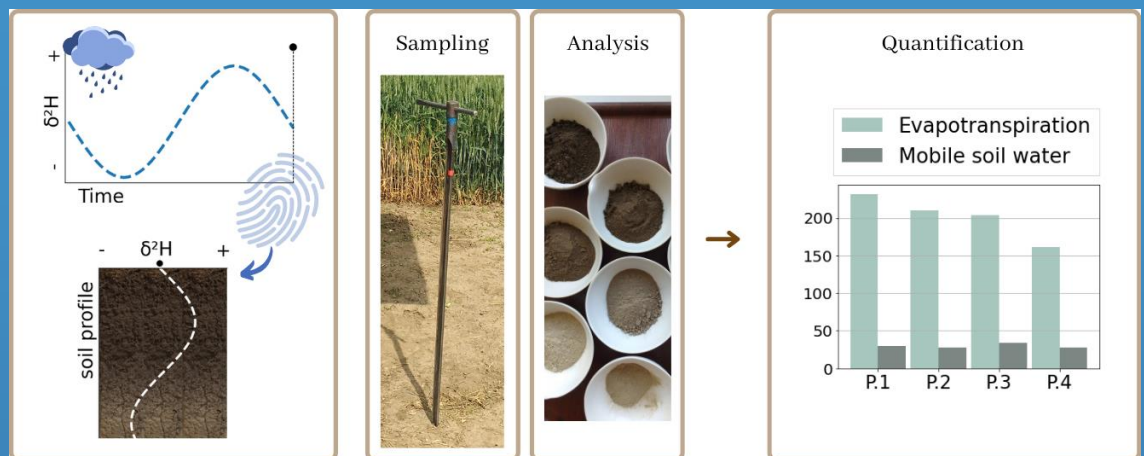 +
δ²H
-
Time
- δ²H +
soil profile
Sampling
Analysis
Quantification
Evapotranspiration
Mobile soil water
200
150
100
50
0
P.1 P.2 P.3 P.4